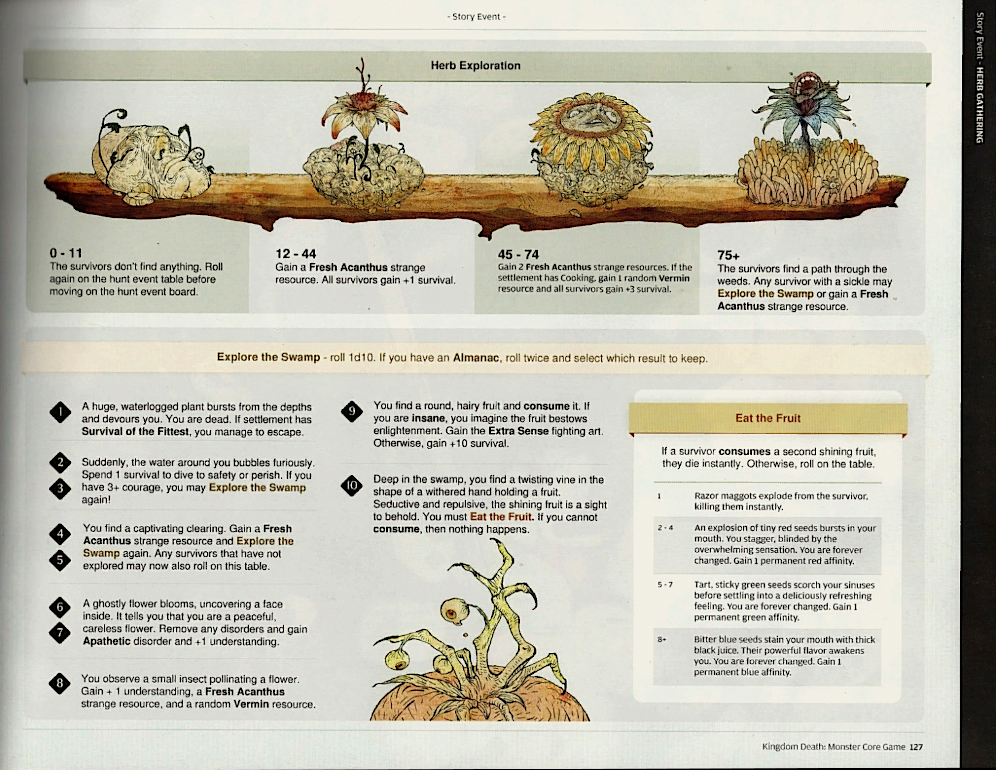 - Story Event -
Story Event - HERB GATHERING
Herb Exploration
0 - 11
The survivors don't find anything. Roll
again on the hunt event table before
moving on the hunt event board.
12 - 44
Gain a Fresh Acanthus strange
resource. All survivors gain +1 survival.
45 - 74
Gain 2 Fresh Acanthus strange resources. If the
settlement has Cooking, gain 1 random Vermin
resource and all survivors gain +3 survival.
75+
The survivors find a path through the
weeds. Any survivor with a sickle may
Explore the Swamp or gain a Fresh
Acanthus strange resource.
Explore the Swamp - roll 1d10. If you have an Almanac, roll twice and select which result to keep.
1
A huge, waterlogged plant bursts from the depths
and devours you. You are dead. If settlement has
Survival of the Fittest, you manage to escape.
2
3
Suddenly, the water around you bubbles furiously.
Spend 1 survival to dive to safety or perish. If you
have 3+ courage, you may Explore the Swamp
again!
4
5
You find a captivating clearing. Gain a Fresh
Acanthus strange resource and Explore the
Swamp again. Any survivors that have not
explored may now also roll on this table.
6
7
A ghostly flower blooms, uncovering a face
inside. It tells you that you are a peaceful,
careless flower. Remove any disorders and gain
Apathetic disorder and +1 understanding.
8
You observe a small insect pollinating a flower.
Gain + 1 understanding, a Fresh Acanthus
strange resource, and a random Vermin resource.
9
You find a round, hairy fruit and consume it. If
you are insane, you imagine the fruit bestows
enlightenment. Gain the Extra Sense fighting art.
Otherwise, gain +10 survival.
10
Deep in the swamp, you find a twisting vine in the
shape of a withered hand holding a fruit.
Seductive and repulsive, the shining fruit is a sight
to behold. You must Eat the Fruit. If you cannot
consume, then nothing happens.
Eat the Fruit
If a survivor consumes a second shining fruit,
they die instantly. Otherwise, roll on the table.
1
Razor maggots explode from the survivor,
killing them instantly.
2 - 4
An explosion of tiny red seeds bursts in your
mouth. You stagger, blinded by the
overwhelming sensation. You are forever
changed. Gain 1 permanent red affinity.
5 - 7
Tart, sticky green seeds scorch your sinuses
before settling into a deliciously refreshing
feeling. You are forever changed. Gain 1
permanent green affinity.
8+
Bitter blue seeds stain your mouth with thick
black juice. Their powerful flavor awakens
you. You are forever changed. Gain 1
permanent blue affinity.
Kingdom Death: Monster Core Game 127